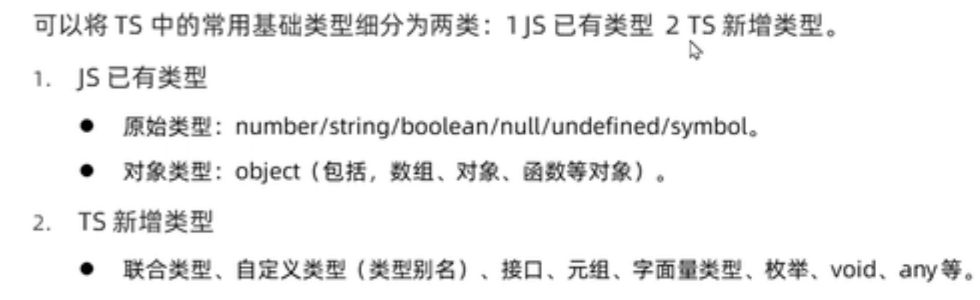 可以将 TS 中的常用基础类型细分为两类：1 JS 已有类型 2 TS 新增类型。
1. JS 已有类型
● 原始类型：number/string/boolean/null/undefined/symbol。
● 对象类型：object（包括，数组、对象、函数等对象）。
2. TS 新增类型
● 联合类型、自定义类型（类型别名）、接口、元组、字面量类型、枚举、void、any 等。